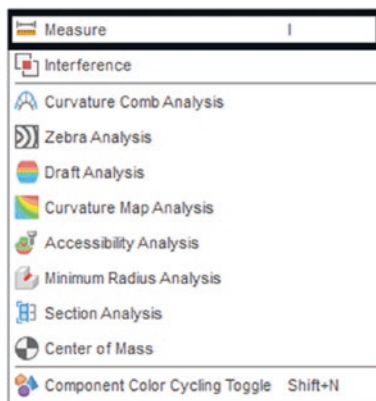 Measure I
Interference
Curvature Comb Analysis
Zebra Analysis
Draft Analysis
Curvature Map Analysis
Accessibility Analysis
Minimum Radius Analysis
Section Analysis
Center of Mass
Component Color Cycling Toggle Shift+N